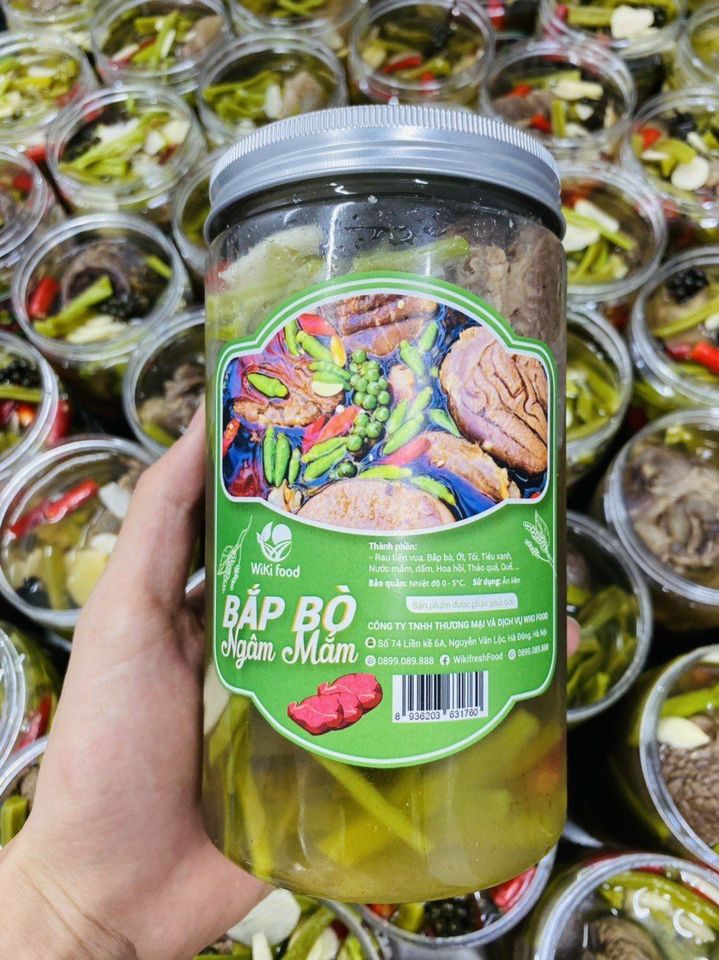 WiKi food
BẮP BÒ
Ngâm Mắm
Thành phần:
- Rau tiến vua, Bắp bò, Ớt, Tỏi, Tiêu xanh,
Nước mắm, dấm, Hoa hồi, Thảo quả, Quế, ...
Bảo quản: Nhiệt độ 0 - 5°C. Sử dụng: Ăn liền
Sản phẩm được phân phối bởi:
CÔNG TY TNHH THƯƠNG MẠI VÀ DỊCH VỤ WIKI FOOD
Số 74 Liền kề 6A, Nguyễn Văn Lộc, Hà Đông, Hà Nội
0899.089.888 WikifreshFood 0899.089.888
8 936203 631760